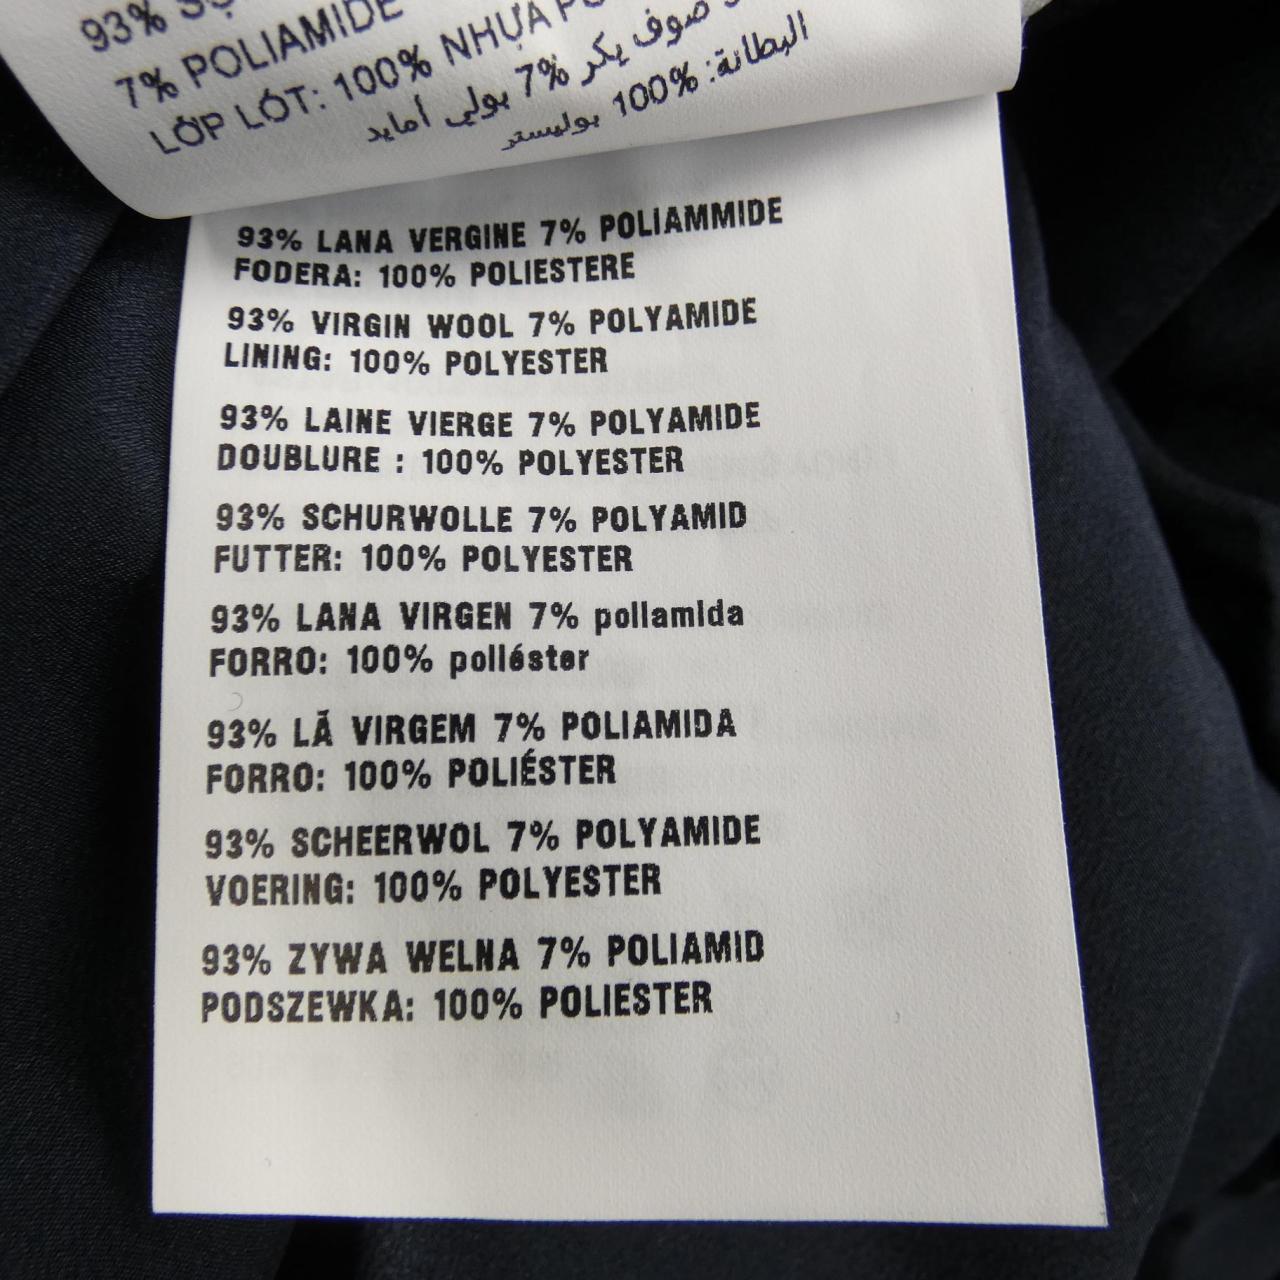 93%
7% POLIAMIDE
LỚP LÓT: 100% NHỰA
صوف يكر 7% بولي أمايد
البطانة: 100% بوليستر
93% LANA VERGINE 7% POLIAMMIDE
FODERA: 100% POLIESTERE
93% VIRGIN WOOL 7% POLYAMIDE
LINING: 100% POLYESTER
93% LAINE VIERGE 7% POLYAMIDE
DOUBLURE : 100% POLYESTER
93% SCHURWOLLE 7% POLYAMID
FUTTER: 100% POLYESTER
93% LANA VIRGEN 7% poliamida
FORRO: 100% poliéster
93% LÃ VIRGEM 7% POLIAMIDA
FORRO: 100% POLIÉSTER
93% SCHEERWOL 7% POLYAMIDE
VOERING: 100% POLYESTER
93% ZYWA WELNA 7% POLIAMID
PODSZEWKA: 100% POLIESTER